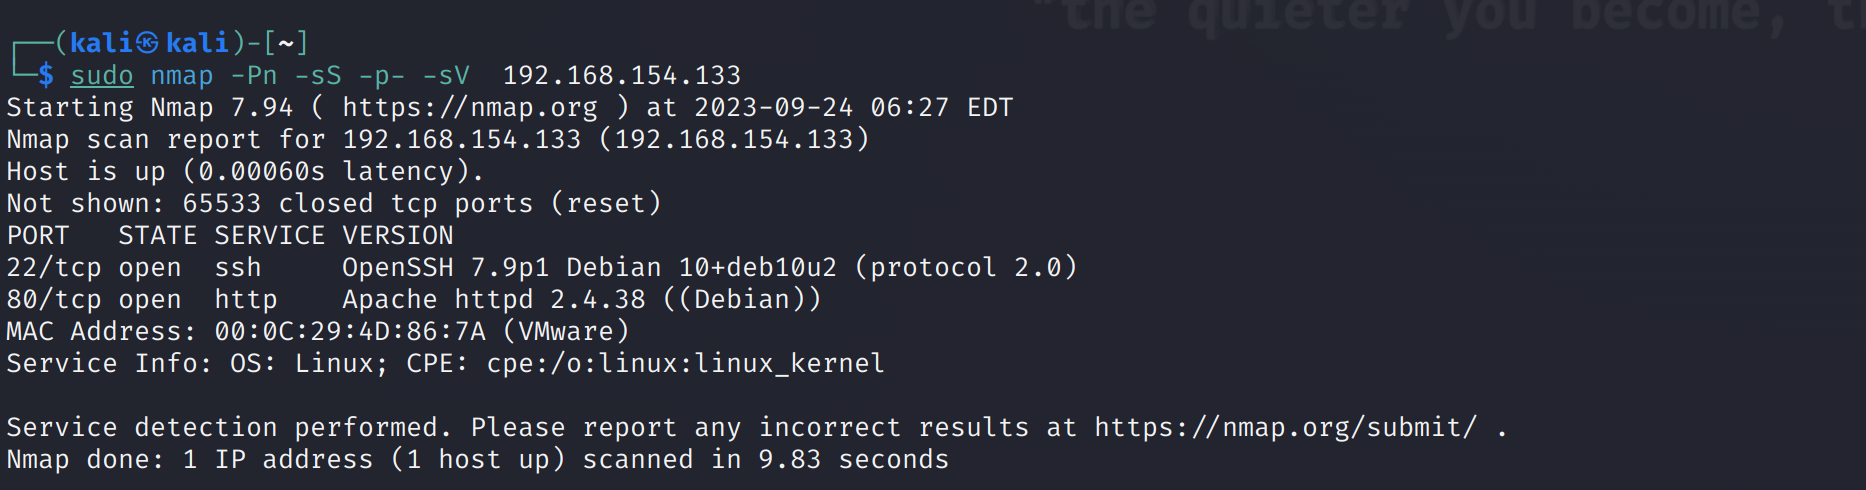 "the quieter you become, th
┌──(kali㉿kali)-[~]
└─$ sudo nmap -Pn -sS -p- -sV  192.168.154.133
Starting Nmap 7.94 ( https://nmap.org ) at 2023-09-24 06:27 EDT
Nmap scan report for 192.168.154.133 (192.168.154.133)
Host is up (0.00060s latency).
Not shown: 65533 closed tcp ports (reset)
PORT   STATE SERVICE VERSION
22/tcp open  ssh     OpenSSH 7.9p1 Debian 10+deb10u2 (protocol 2.0)
80/tcp open  http    Apache httpd 2.4.38 ((Debian))
MAC Address: 00:0C:29:4D:86:7A (VMware)
Service Info: OS: Linux; CPE: cpe:/o:linux:linux_kernel
Service detection performed. Please report any incorrect results at https://nmap.org/submit/ .
Nmap done: 1 IP address (1 host up) scanned in 9.83 seconds